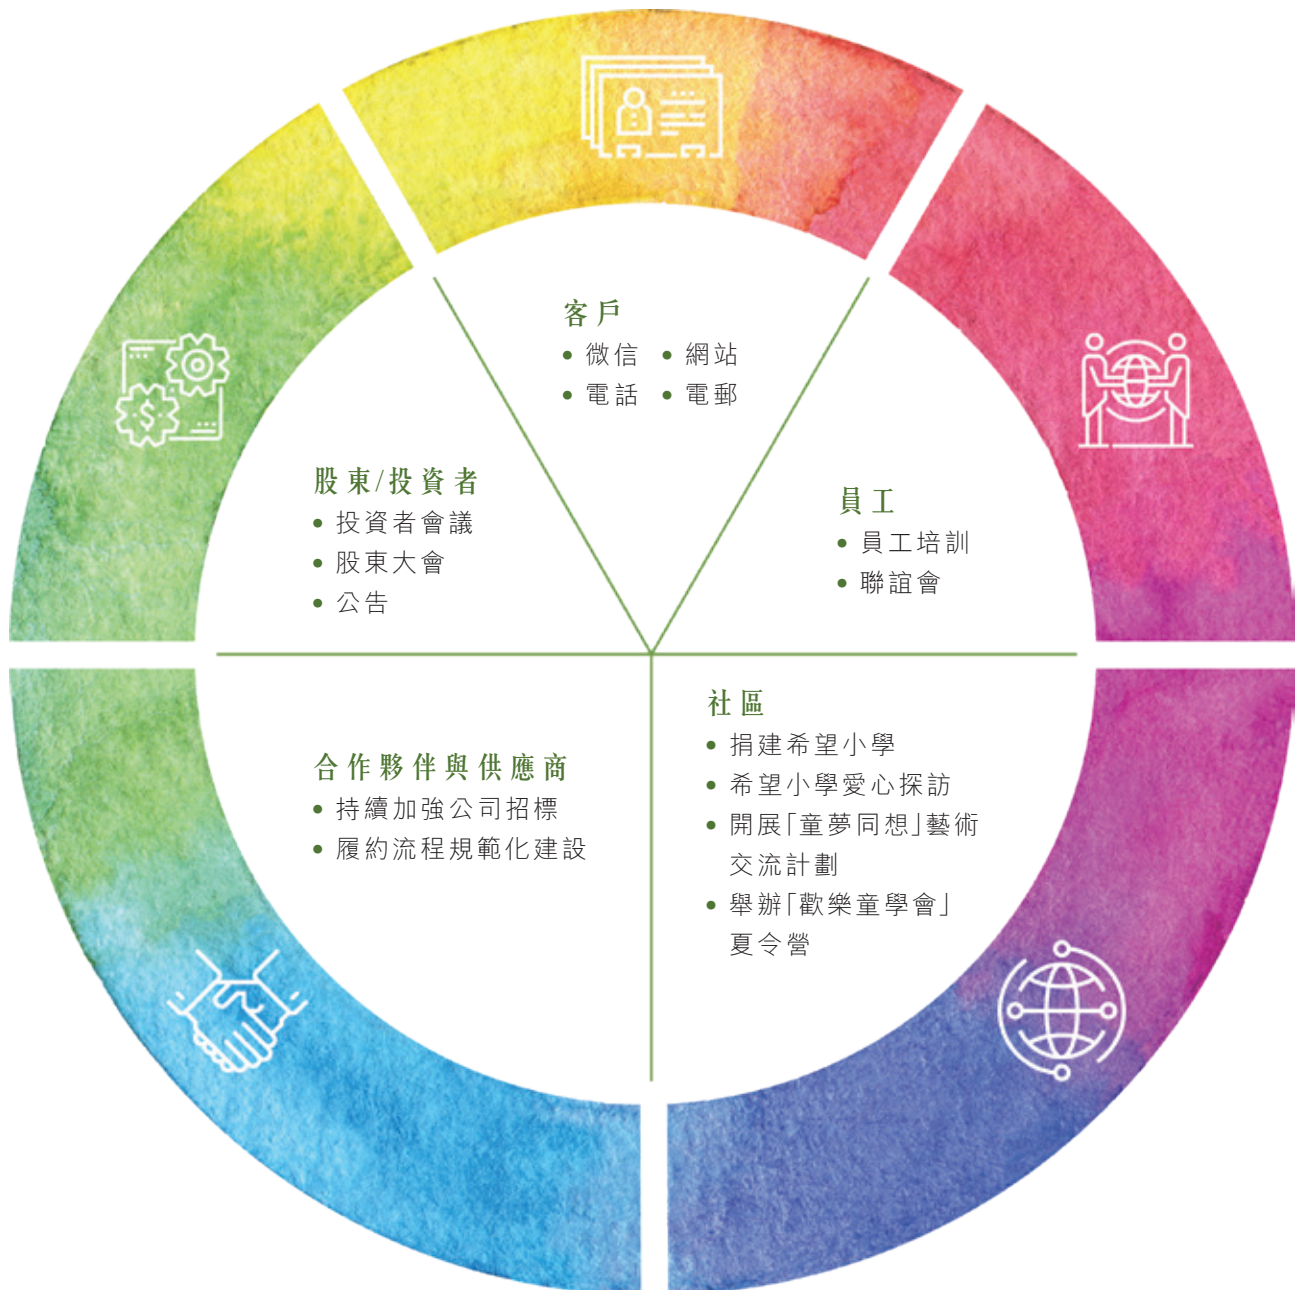 客戶
• 微信 • 網站
• 電話 • 電郵
員工
• 員工培訓
• 聯誼會
社區
• 捐建希望小學
• 希望小學愛心探訪
• 開展「童夢同想」藝術
交流計劃
• 舉辦「歡樂童學會」
夏令營
合作夥伴與供應商
• 持續加強公司招標
• 履約流程規範化建設
股東/投資者
• 投資者會議
• 股東大會
• 公告